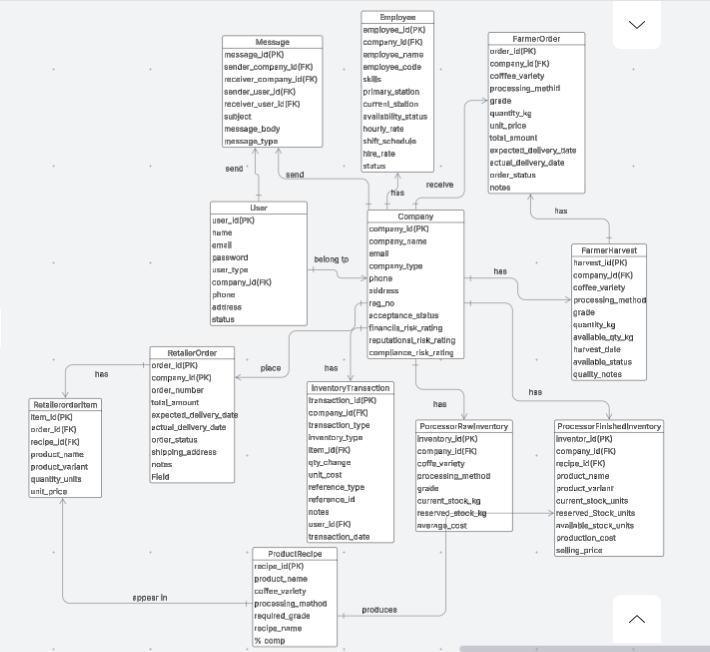 Message
message_id(PK)
sender_company_id(FK)
receiver_company_id(FK)
sender_user_id(FK)
receiver_user_id(FK)
subject
message_body
message_type
Employee
employee_id(PK)
company_id(FK)
employee_name
employee_code
skills
primary_station
current_station
availability_status
hourly_rate
shift_schedule
hire_rate
status
FarmerOrder
order_id(PK)
company_id(FK)
cofffee_variety
processing_methid
grade
quantity_kg
unit_price
total_amount
expected_delivery_date
actual_delivery_date
order_status
notes
send
send
has
receive
has
User
user_id(PK)
name
email
password
user_type
company_id(FK)
phone
address
status
belong to
Company
company_id(PK)
company_name
email
company_type
phone
address
reg_no
acceptance_status
financils_risk_rating
reputational_risk_rating
compliance_risk_rating
has
FarmerHarvest
harvest_id(PK)
company_id(FK)
coffee_variety
processing_method
grade
quantity_kg
available_qty_kg
harvest_date
available_status
quality_notes
RetailerOrder
order_id(PK)
company_id(FK)
order_number
total_amount
expected_delivery_date
actual_delivery_date
order_status
shipping_address
notes
Field
has
place
has
has
has
RetailerorderItem
item_id(PK)
order_id(FK)
recipe_id(FK)
product_name
product_variant
quantity_units
unit_price
InventoryTransaction
transaction_id(PK)
company_id(FK)
transaction_type
inventory_type
item_id(FK)
qty_change
unit_cost
reference_type
reference_id
notes
user_id(FK)
transaction_date
PorcessorRawInventory
inventory_id(PK)
company_id(FK)
coffe_variety
processing_method
grade
current_stock_kg
reserved_stock_kg
average_cost
ProcessorFinishedInventory
inventor_id(PK)
company_id(FK)
recipe_id(FK)
product_name
product_variant
current_stock_units
reserved_Stock_units
available_stock_units
production_cost
selling_price
ProductRecipe
recipe_id(PK)
product_name
coffee_variety
processing_mathod
required_grade
recipe_name
% comp
appear in
produces